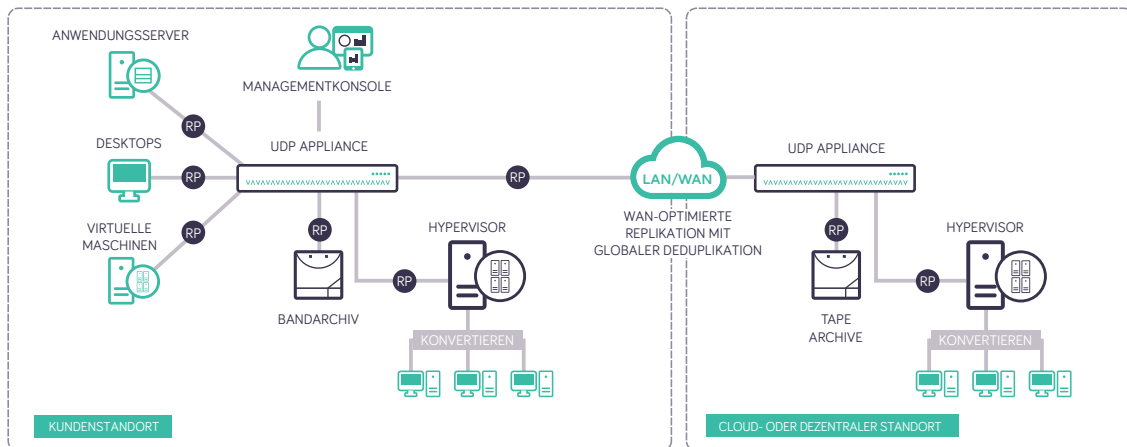 ANWENDUNGSSERVER
MANAGEMENTKONSOLE
RP
DESKTOPS
UDP APPLIANCE
RP
RP
LAN/WAN
UDP APPLIANCE
VIRTUELLE
MASCHINEN
RP
RP
BANDARCHIV
HYPERVISOR
RP
KONVERTIEREN
WAN-OPTIMIERTE
REPLIKATION MIT
GLOBALER DEDUPLIKATION
RP
TAPE
ARCHIVE
HYPERVISOR
RP
KONVERTIEREN
KUNDENSTANDORT
CLOUD- ODER DEZENTRALER STANDORT